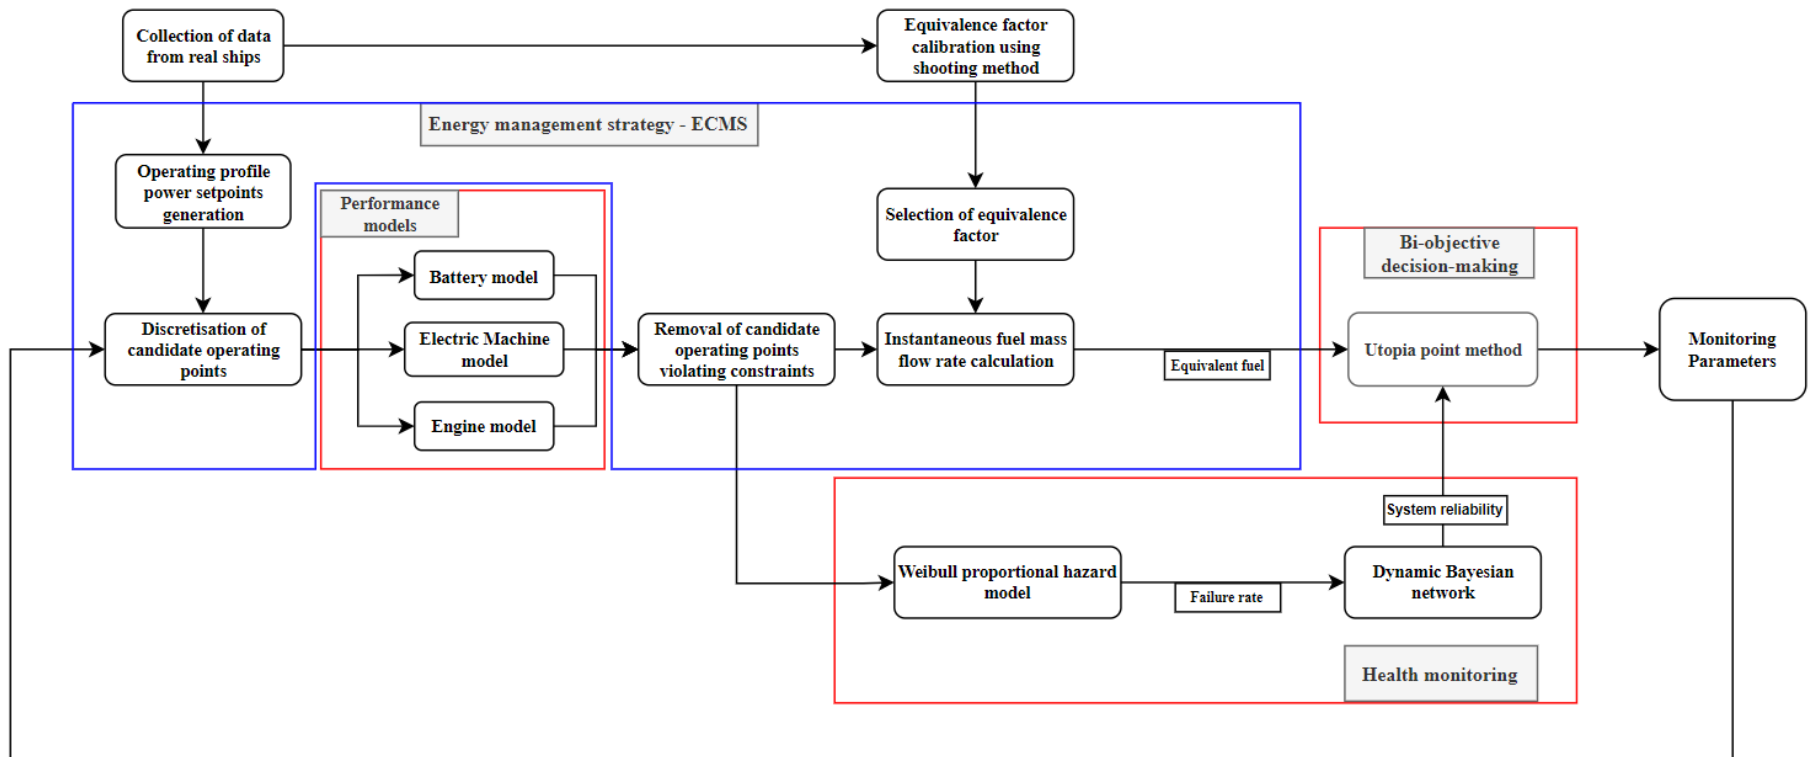 Collection of data
from real ships
Equivalence factor
calibration using
shooting method
Energy management strategy - ECMS
Operating profile
power setpoints
generation
Performance
models
Selection of equivalence
factor
Bi-objective
decision-making
Battery model
Discretisation of
candidate operating
points
Electric Machine
model
Removal of candidate
operating points
violating constraints
Instantaneous fuel mass
flow rate calculation
Equivalent fuel
Utopia point method
Monitoring
Parameters
Engine model
System reliability
Weibull proportional hazard
model
Failure rate
Dynamic Bayesian
network
Health monitoring